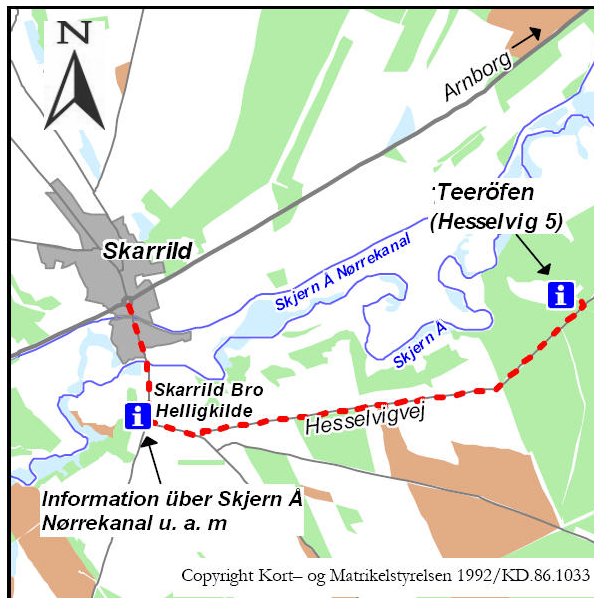 N
Arnborg
Teeröfen
(Hesselvig 5)
Skarrild
Skjern Å Nørrekanal
i
Skjern Å
Skarrild Bro
Helligkilde
i
Hesselvigvej
Information über Skjern Å
Nørrekanal u. a. m
Copyright Kort– og Matrikelstyrelsen 1992/KD.86.1033